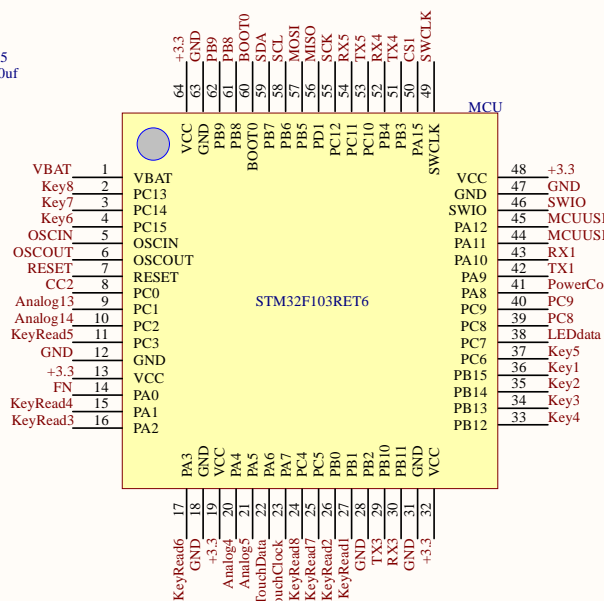 5
0uf
+3.3
GND
PB9
PB8
BOOT0
SDA
SCL
MOSI
MISO
SCK
RX5
TX5
RX4
TX4
CS1
SWCLK
64
63
62
61
60
59
58
57
56
55
54
53
52
51
50
49
MCU
VCC
GND
PB9
PB8
BOOT0
PB7
PB6
PB5
PD1
PC12
PC11
PC10
PB4
PB3
PA15
SWCLK
VBAT 1 VBAT
Key8 2 PC13
Key7 3 PC14
Key6 4 PC15
OSCIN 5 OSCIN
OSCOUT 6 OSCOUT
RESET 7 RESET
CC2 8 PC0
Analog13 9 PC1
Analog14 10 PC2
KeyRead5 11 PC3
GND 12 GND
+3.3 13 VCC
FN 14 PA0
KeyRead4 15 PA1
KeyRead3 16 PA2
STM32F103RET6
VCC 48 +3.3
GND 47 GND
SWIO 46 SWIO
PA12 45 MCUUSB
PA11 44 MCUUSB
PA10 43 RX1
PA9 42 TX1
PA8 41 PowerCo
PC9 40 PC9
PC8 39 PC8
PC7 38 LEDdata
PC6 37 Key5
PB15 36 Key1
PB14 35 Key2
PB13 34 Key3
PB12 33 Key4
PA3
GND
VCC
PA4
PA5
PA6
PA7
PC4
PC5
PB0
PB1
PB2
PB10
PB11
GND
VCC
17
18
19
20
21
22
23
24
25
26
27
28
29
30
31
32
KeyRead6
GND
+3.3
Analog4
Analog5
TouchData
ouchClock
KeyRead8
KeyRead7
KeyRead2
KeyRead1
GND
TX3
RX3
GND
+3.3